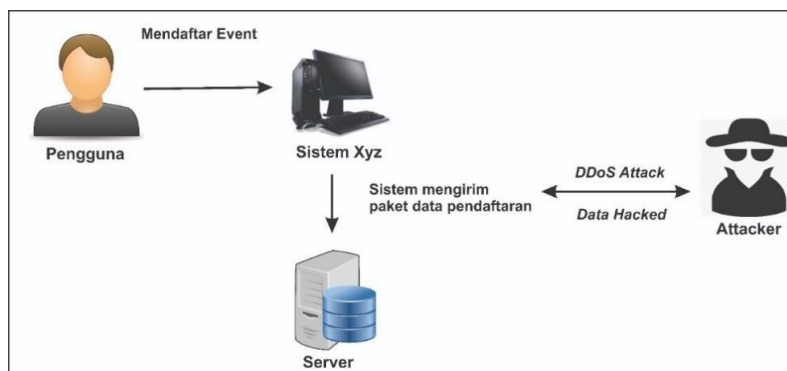 Mendaftar Event
Pengguna
Sistem Xyz
Sistem mengirim
paket data pendaftaran
DDoS Attack
Data Hacked
Attacker
Server